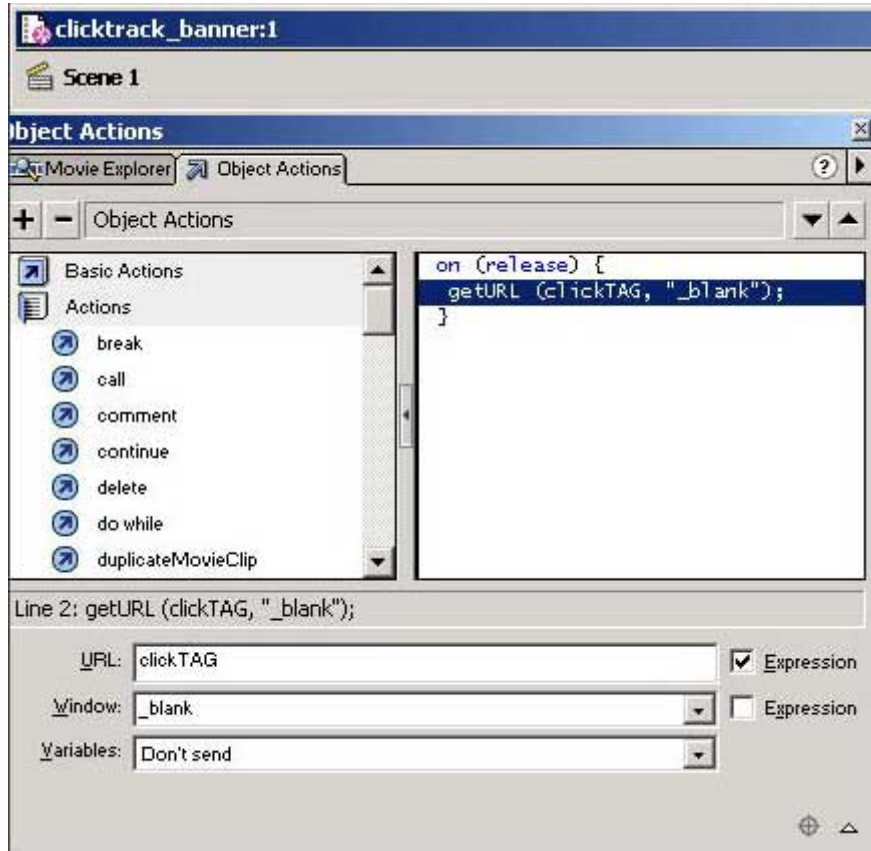 clicktrack_banner:1
Scene 1
Object Actions
Movie Explorer Object Actions ?
+ - Object Actions
Basic Actions
Actions
break
call
comment
continue
delete
do while
duplicateMovieClip
on (release) {
getURL (clickTAG, "_blank");
}
Line 2: getURL (clickTAG, "_blank");
URL: clickTAG Expression
Window: _blank Expression
Variables: Don't send